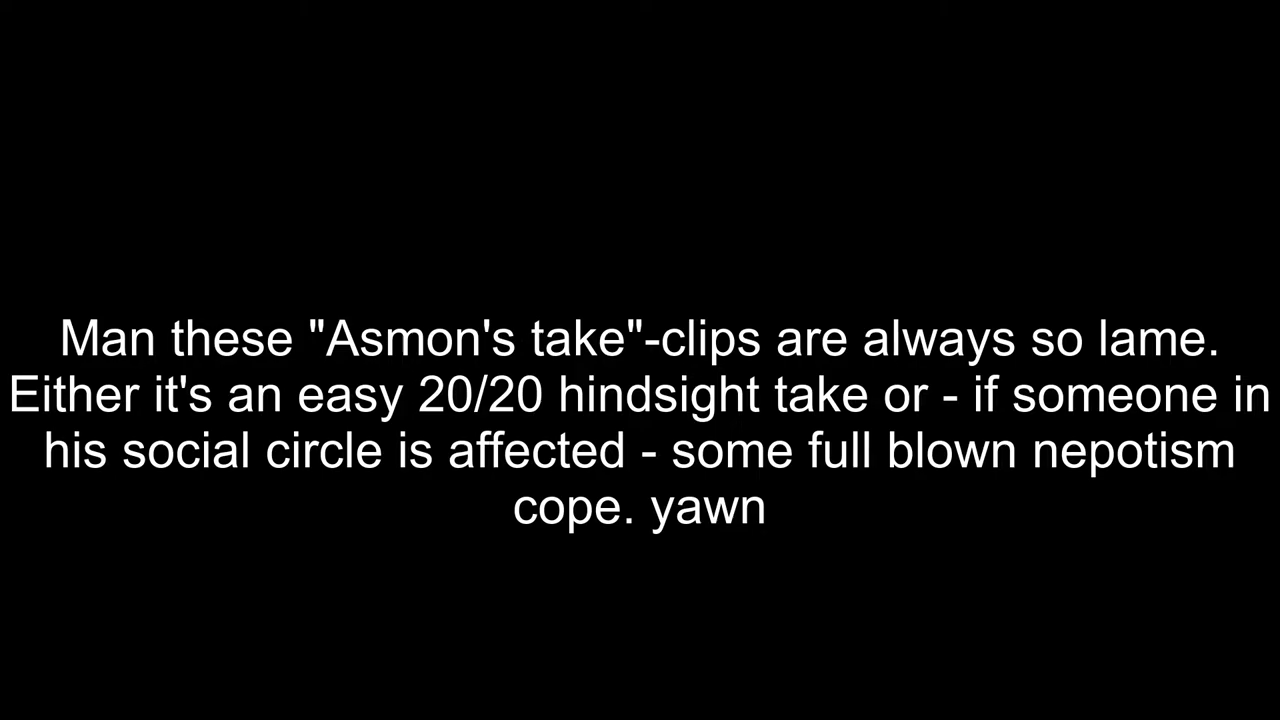 Man these "Asmon's take"-clips are always so lame.
Either it's an easy 20/20 hindsight take or - if someone in
his social circle is affected - some full blown nepotism
cope. yawn